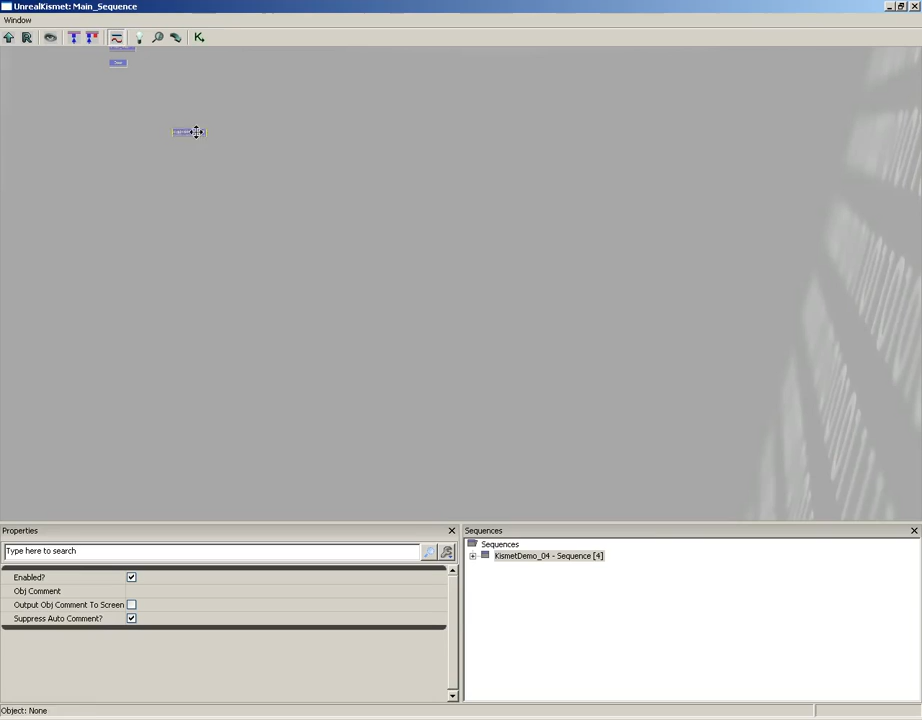 UnrealKismet: Main_Sequence
Window
Properties
Sequences
Type here to search
Sequences
KismetDemo_04 - Sequence [4]
Enabled?
Obj Comment
Output Obj Comment To Screen
Suppress Auto Comment?
Object: None